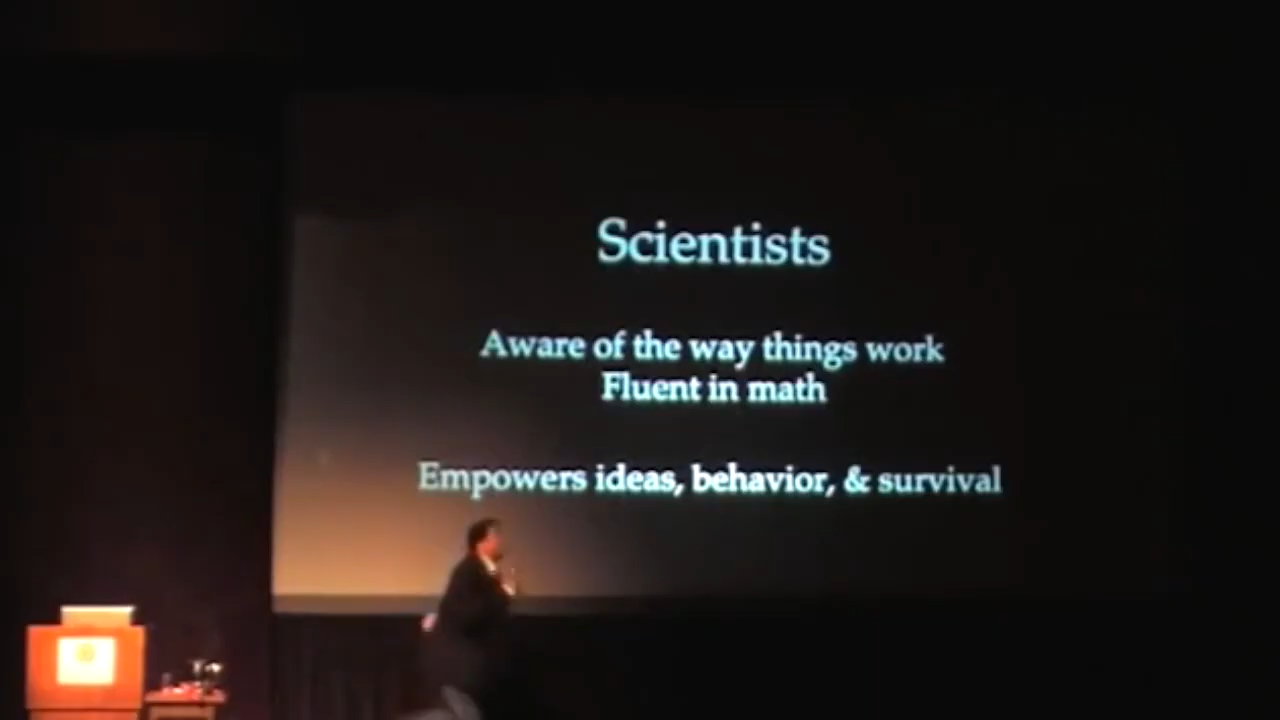 Scientists
Aware of the way things work
Fluent in math
Empowers ideas, behavior, & survival